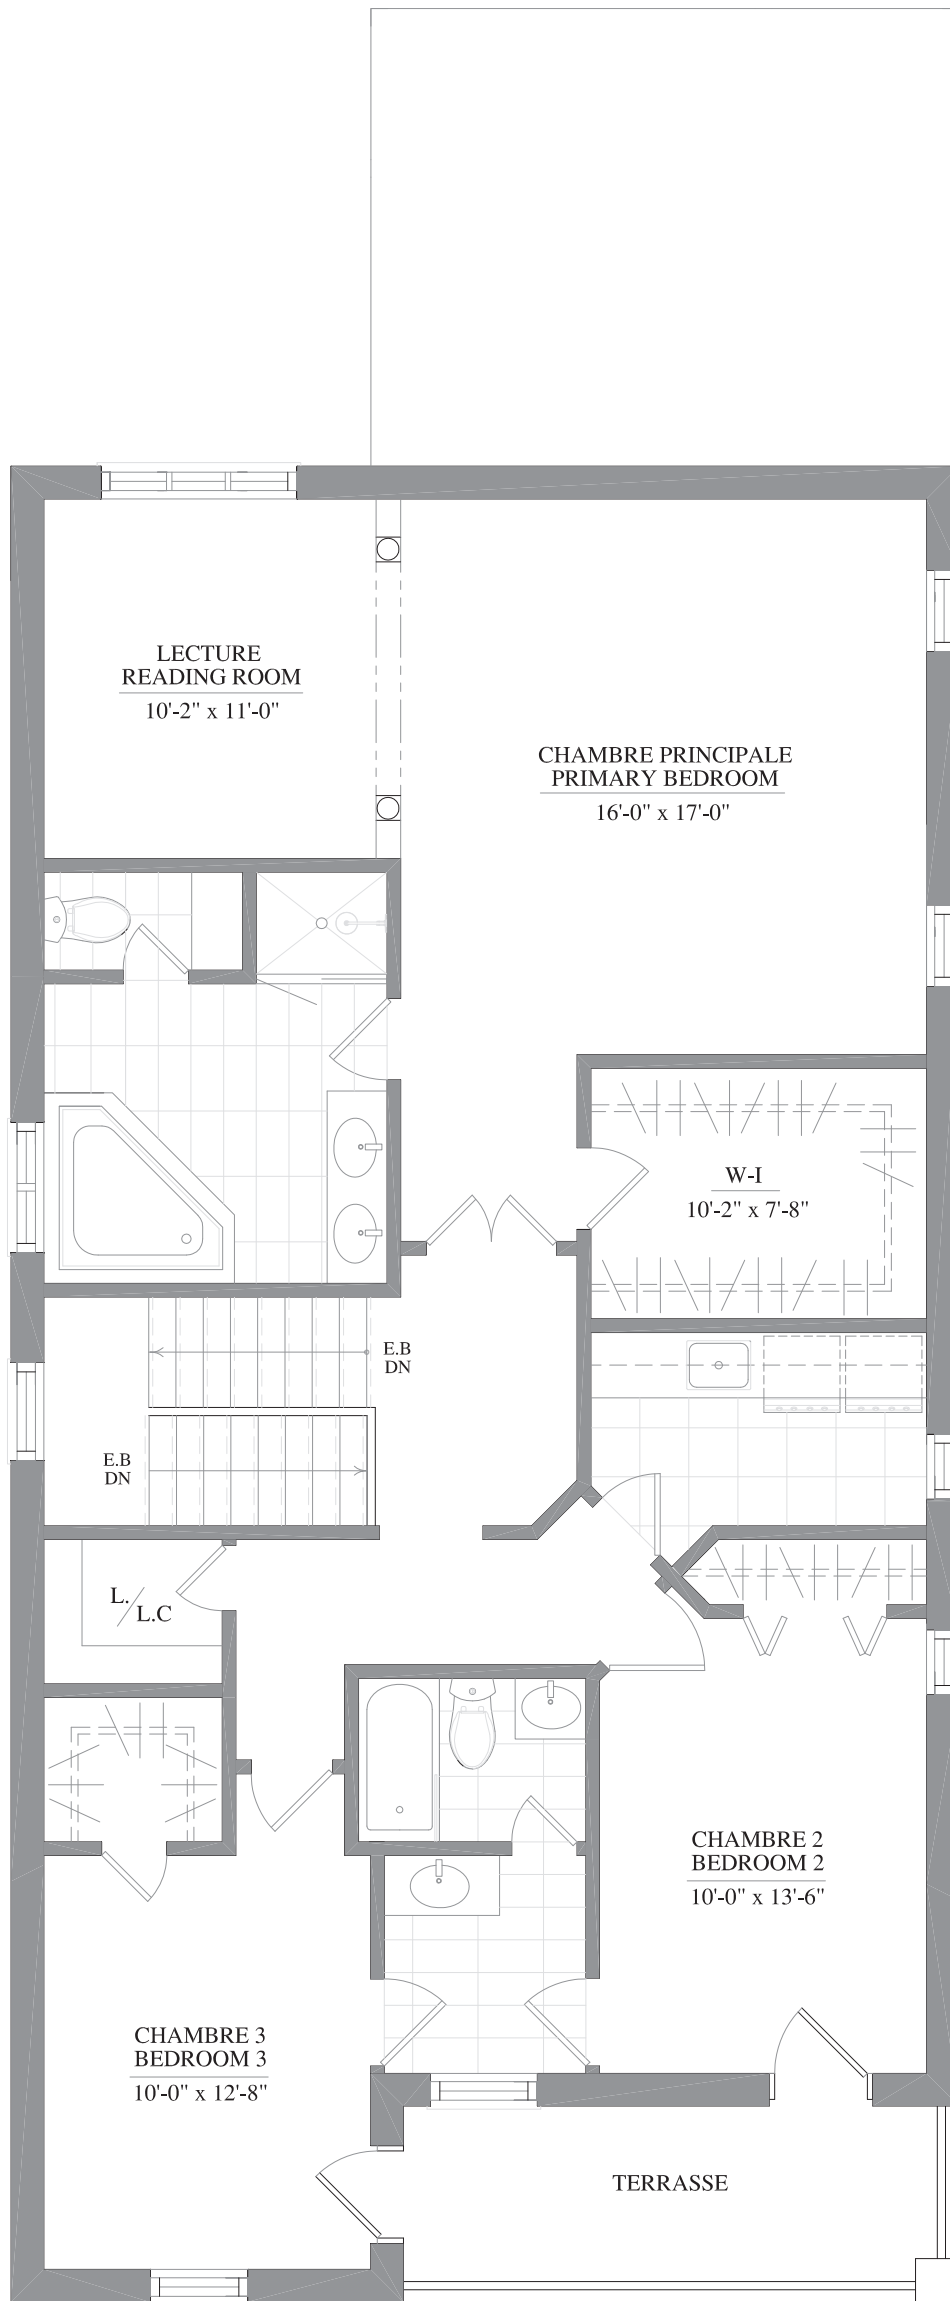 LECTURE
READING ROOM
10'-2" x 11'-0"
CHAMBRE PRINCIPALE
PRIMARY BEDROOM
16'-0" x 17'-0"
W-I
10'-2" x 7'-8"
E.B
DN
E.B
DN
L./
L.C
CHAMBRE 2
BEDROOM 2
10'-0" x 13'-6"
CHAMBRE 3
BEDROOM 3
10'-0" x 12'-8"
TERRASSE